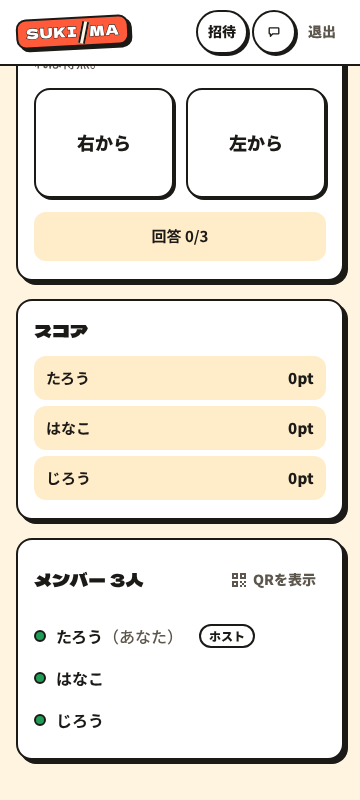 SUKI/MA
招待
退出
右から
左から
回答 0/3
スコア
たろう 0pt
はなこ 0pt
じろう 0pt
メンバー 3人
QRを表示
たろう（あなた） ホスト
はなこ
じろう